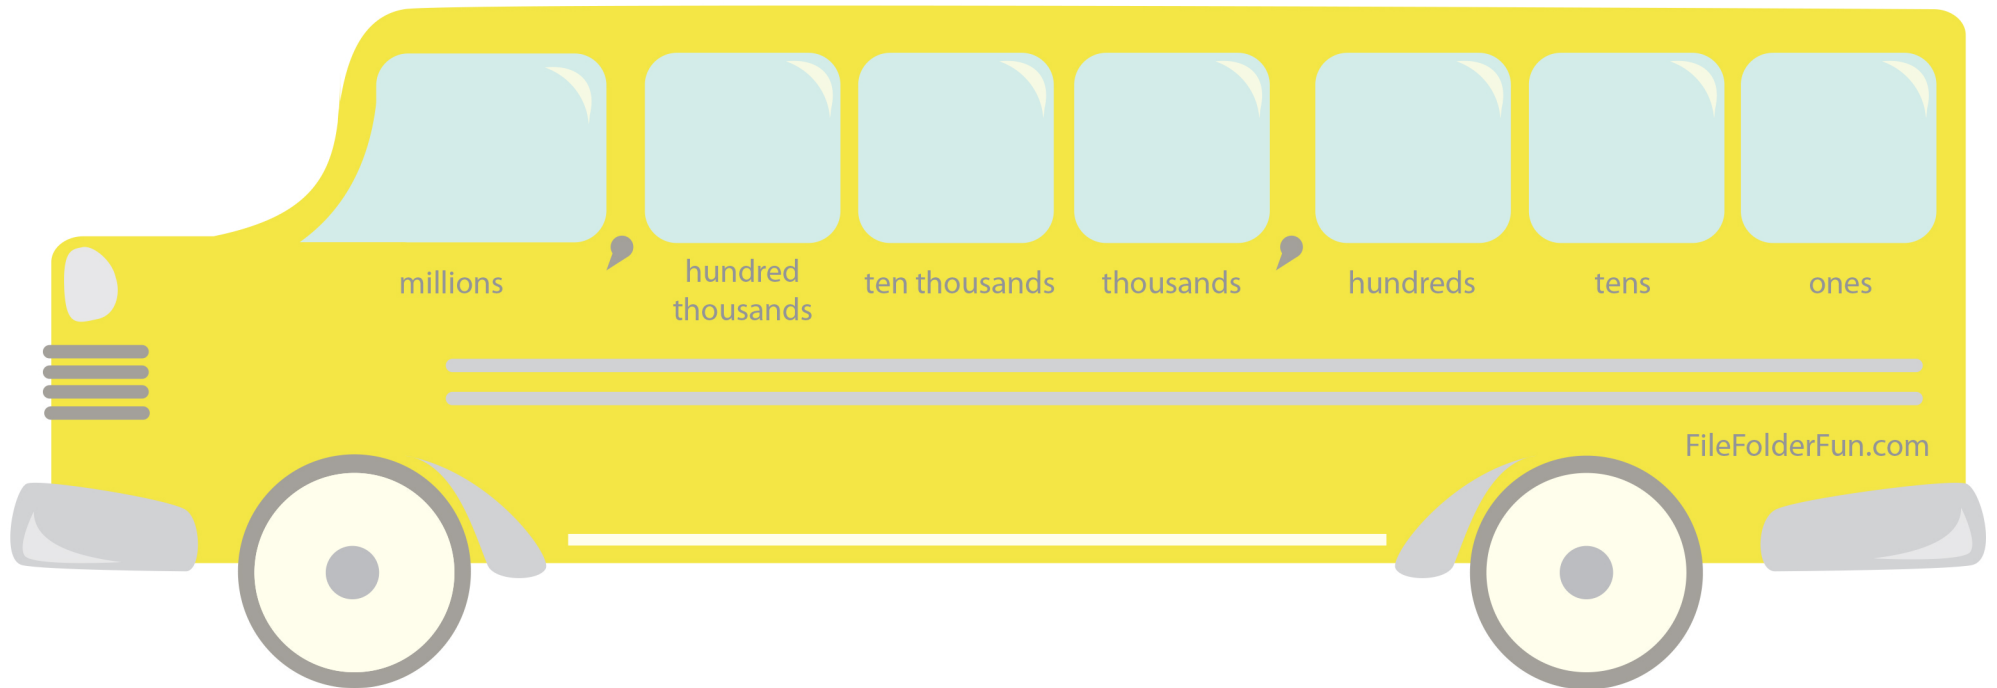 millions
hundred
thousands
ten thousands
thousands
hundreds
tens
ones
FileFolderFun.com